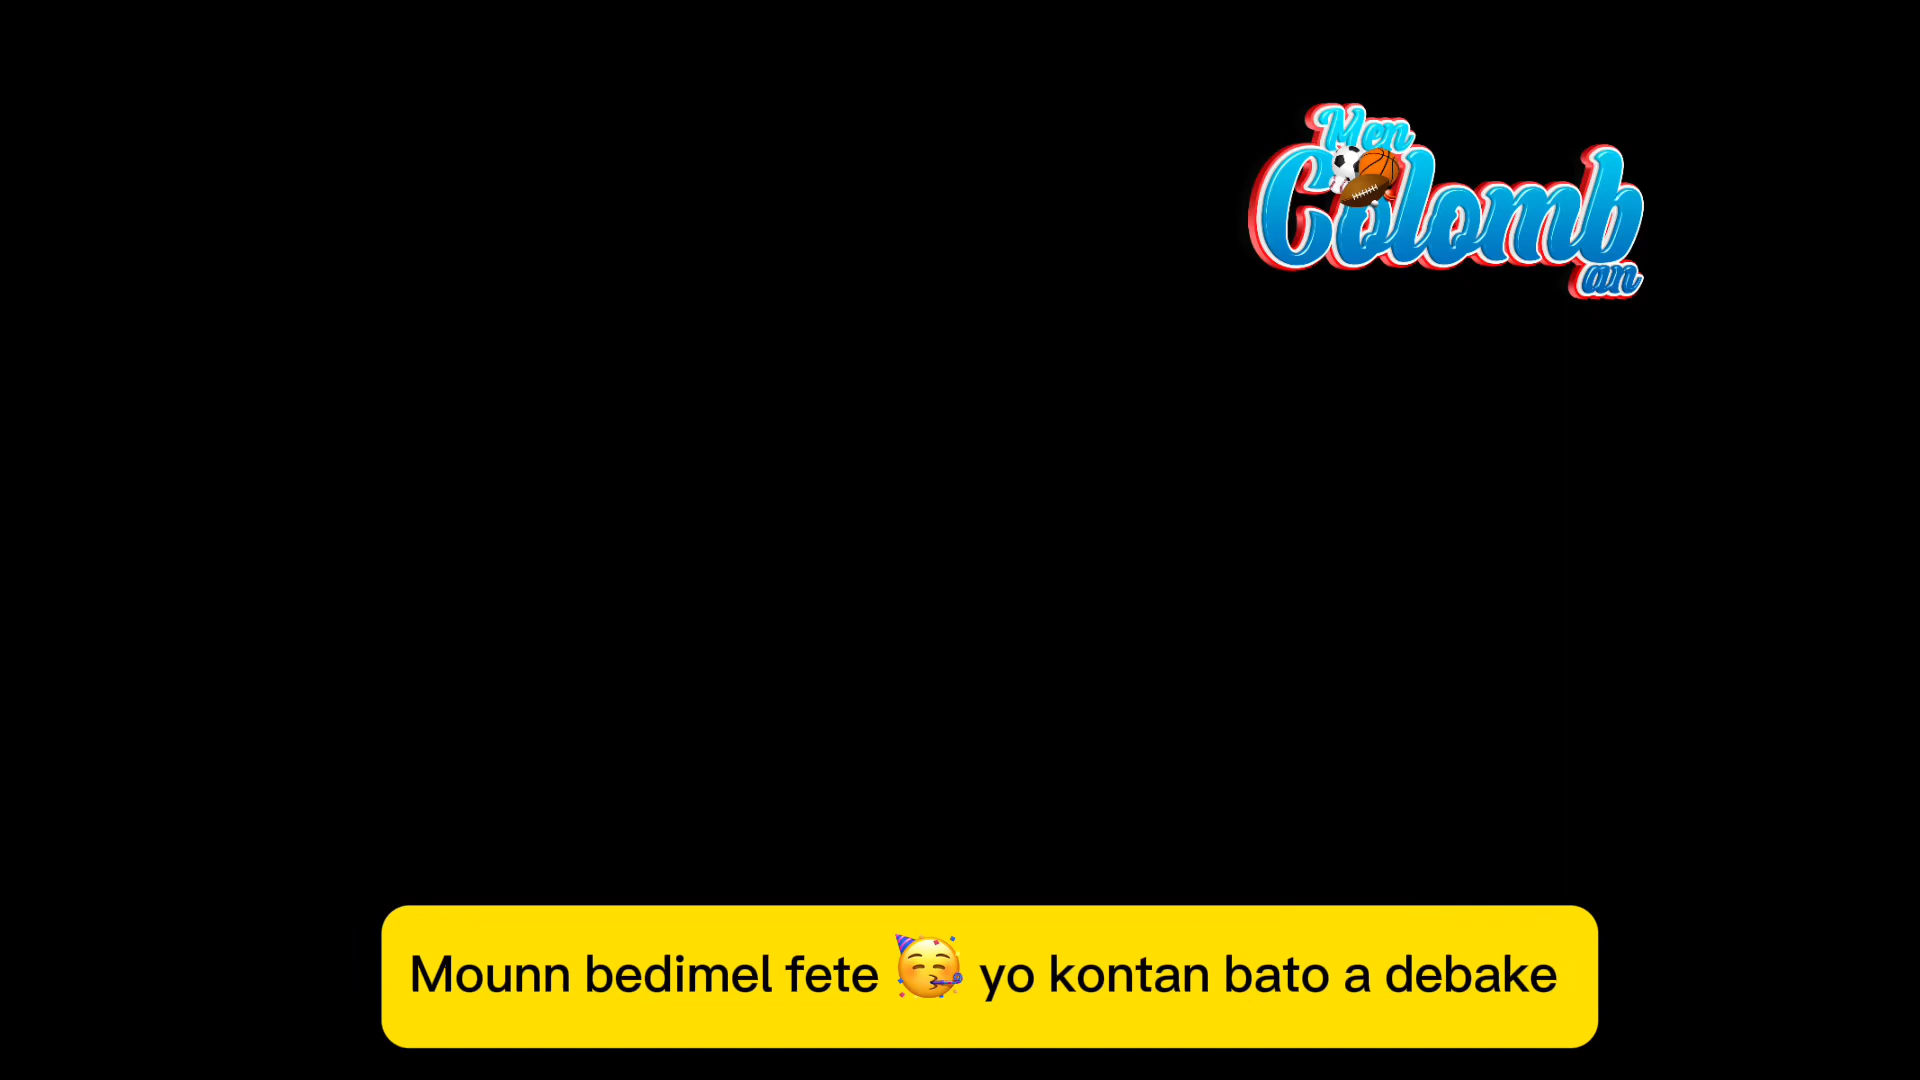 Men
Colomb
an
Mounn bedimel fete 🥳 yo kontan bato a debake